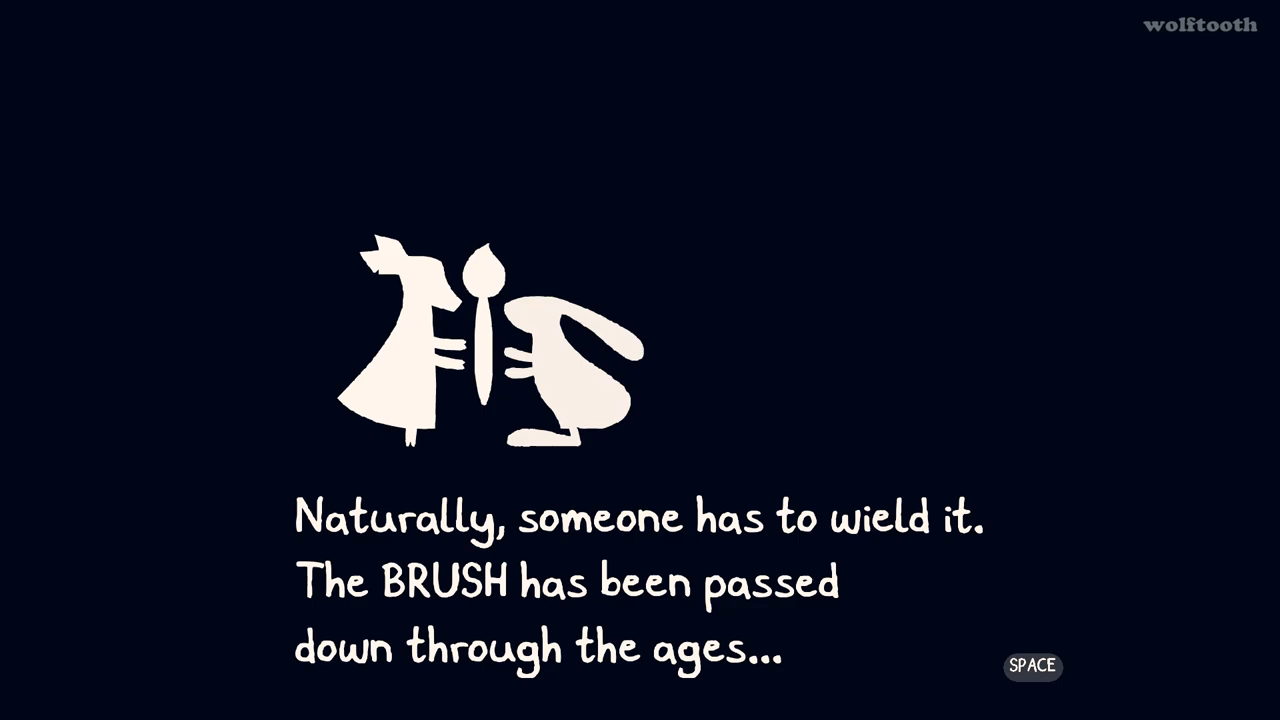 wolftooth
Naturally, someone has to wield it.
The BRUSH has been passed
down through the ages...
SPACE